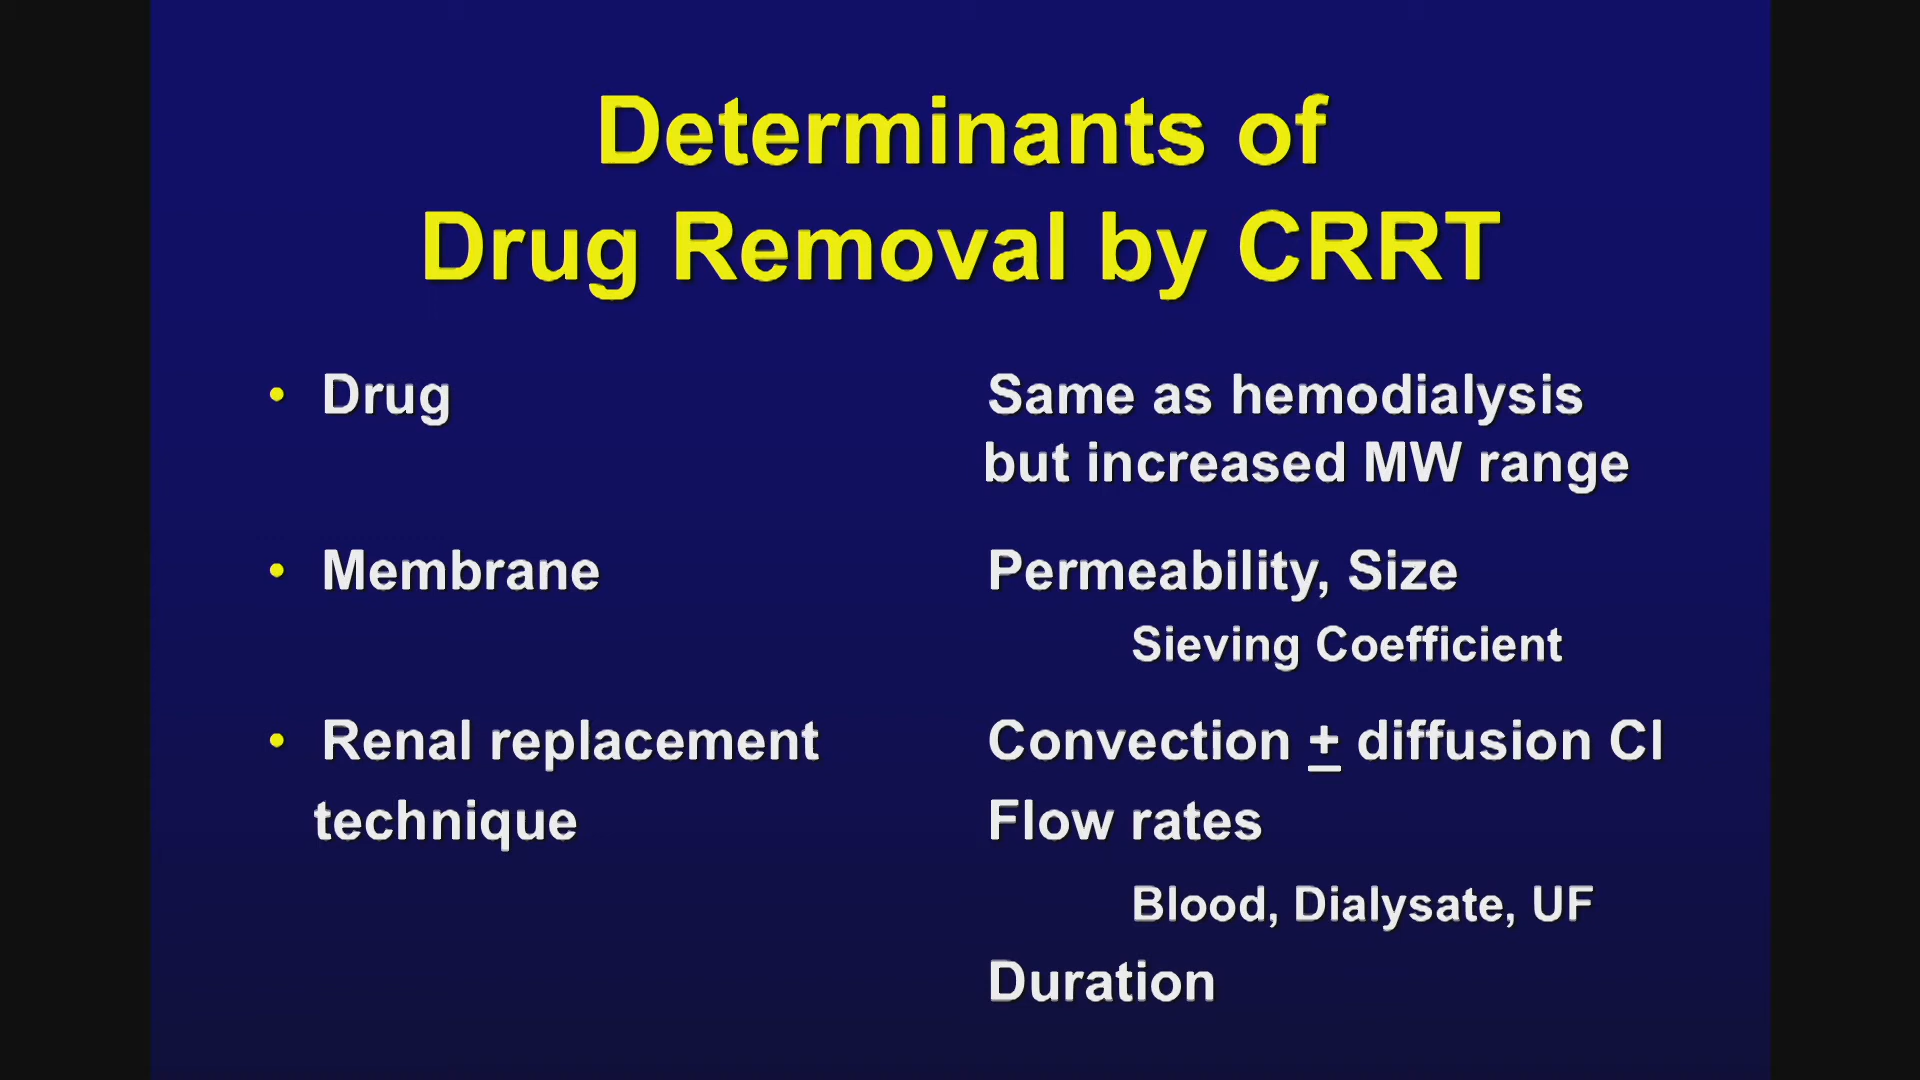 Determinants of
Drug Removal by CRRT
• Drug Same as hemodialysis
but increased MW range
• Membrane Permeability, Size
Sieving Coefficient
• Renal replacement Convection ± diffusion Cl
technique Flow rates
Blood, Dialysate, UF
Duration